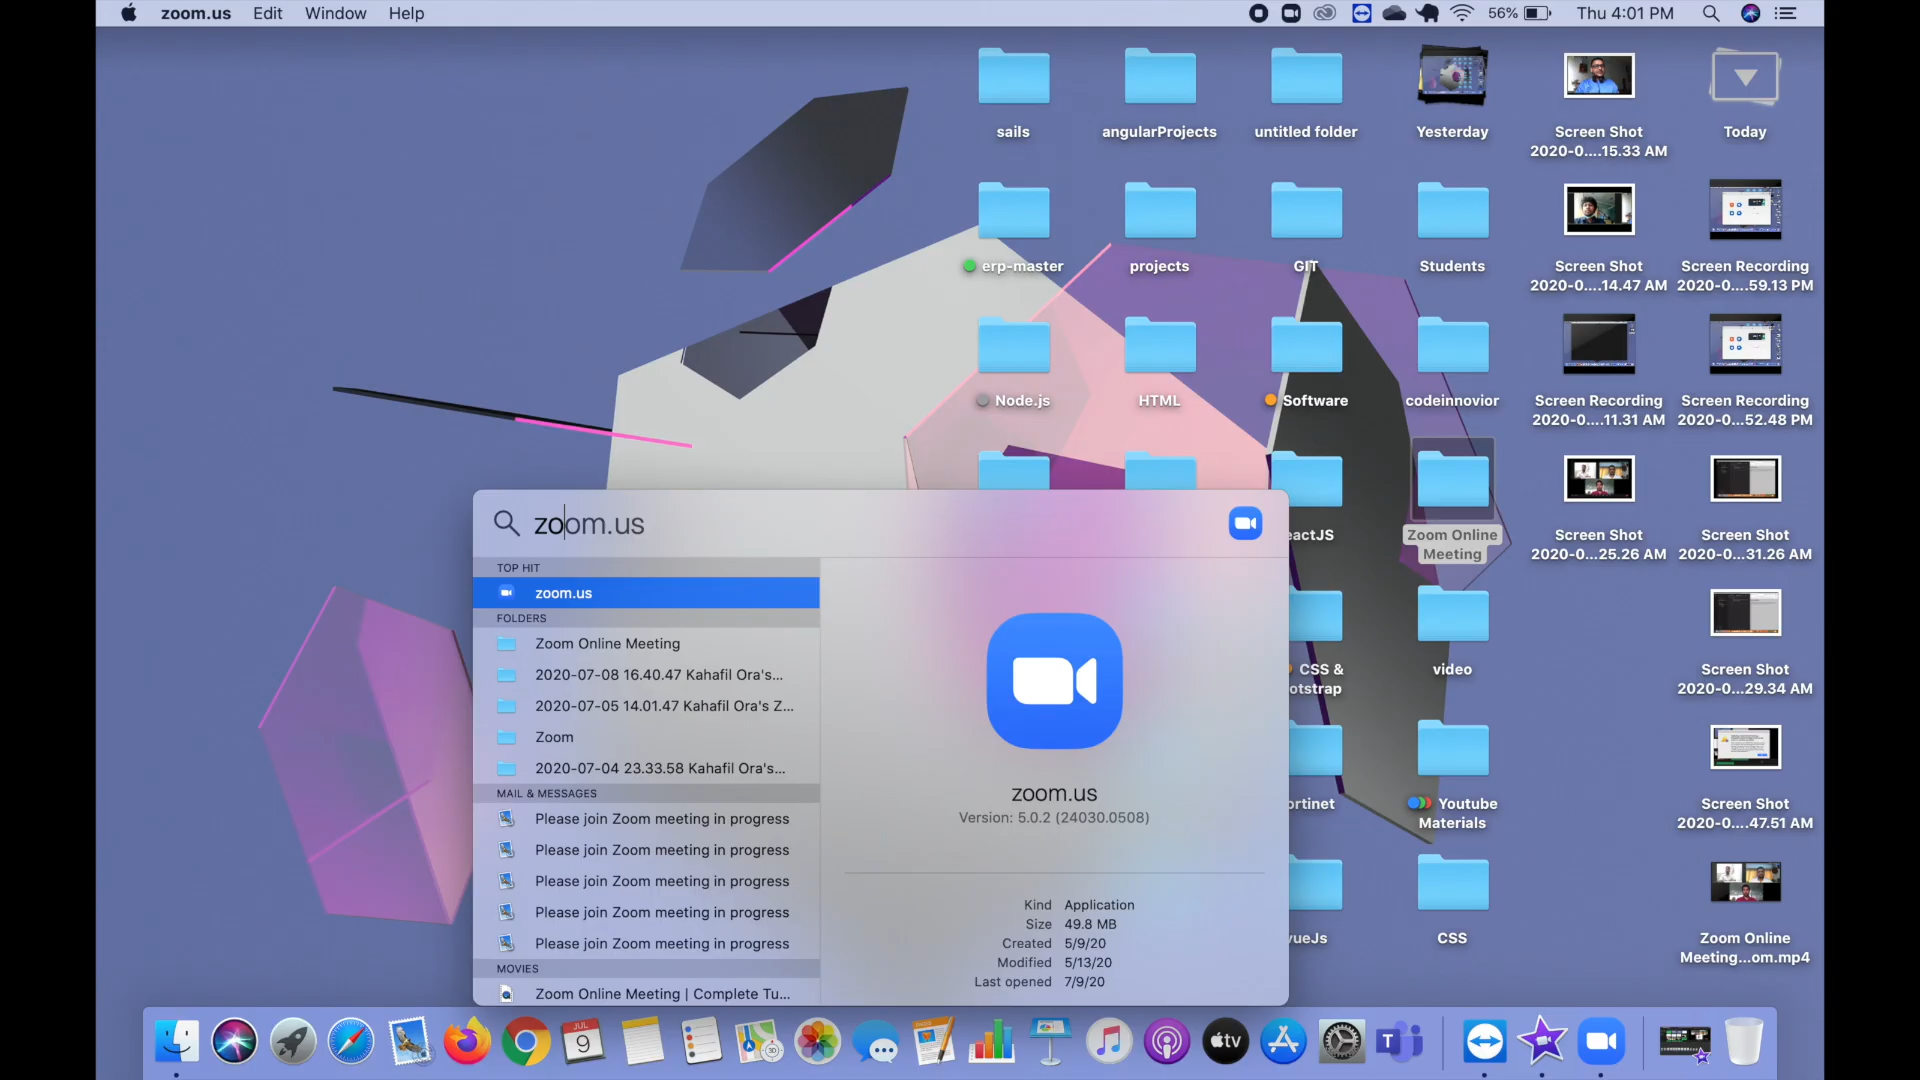 zoom.us Edit Window Help 56% Thu 4:01 PM
sails angularProjects untitled folder Yesterday Screen Shot Today
2020-0....15.33 AM
erp-master projects GIT Students Screen Shot Screen Recording
2020-0....14.47 AM 2020-0....59.13 PM
Node.js HTML Software codeinnovior Screen Recording Screen Recording
2020-0....11.31 AM 2020-0....52.48 PM
zoom.us
eactJS Zoom Online Screen Shot Screen Shot
Meeting 2020-0...25.26 AM 2020-0...31.26 AM
CSS & video Screen Shot
otstrap 2020-0...29.34 AM
ortinet Youtube Screen Shot
Materials 2020-0....47.51 AM
vueJs CSS Zoom Online
Meeting...om.mp4
TOP HIT
zoom.us
FOLDERS
Zoom Online Meeting
2020-07-08 16.40.47 Kahafil Ora's...
2020-07-05 14.01.47 Kahafil Ora's Z...
Zoom
2020-07-04 23.33.58 Kahafil Ora's...
MAIL & MESSAGES
Please join Zoom meeting in progress
Please join Zoom meeting in progress
Please join Zoom meeting in progress
Please join Zoom meeting in progress
Please join Zoom meeting in progress
MOVIES
Zoom Online Meeting | Complete Tu...
zoom.us
Version: 5.0.2 (24030.0508)
Kind Application
Size 49.8 MB
Created 5/9/20
Modified 5/13/20
Last opened 7/9/20
JUL
9
3D
tv
T